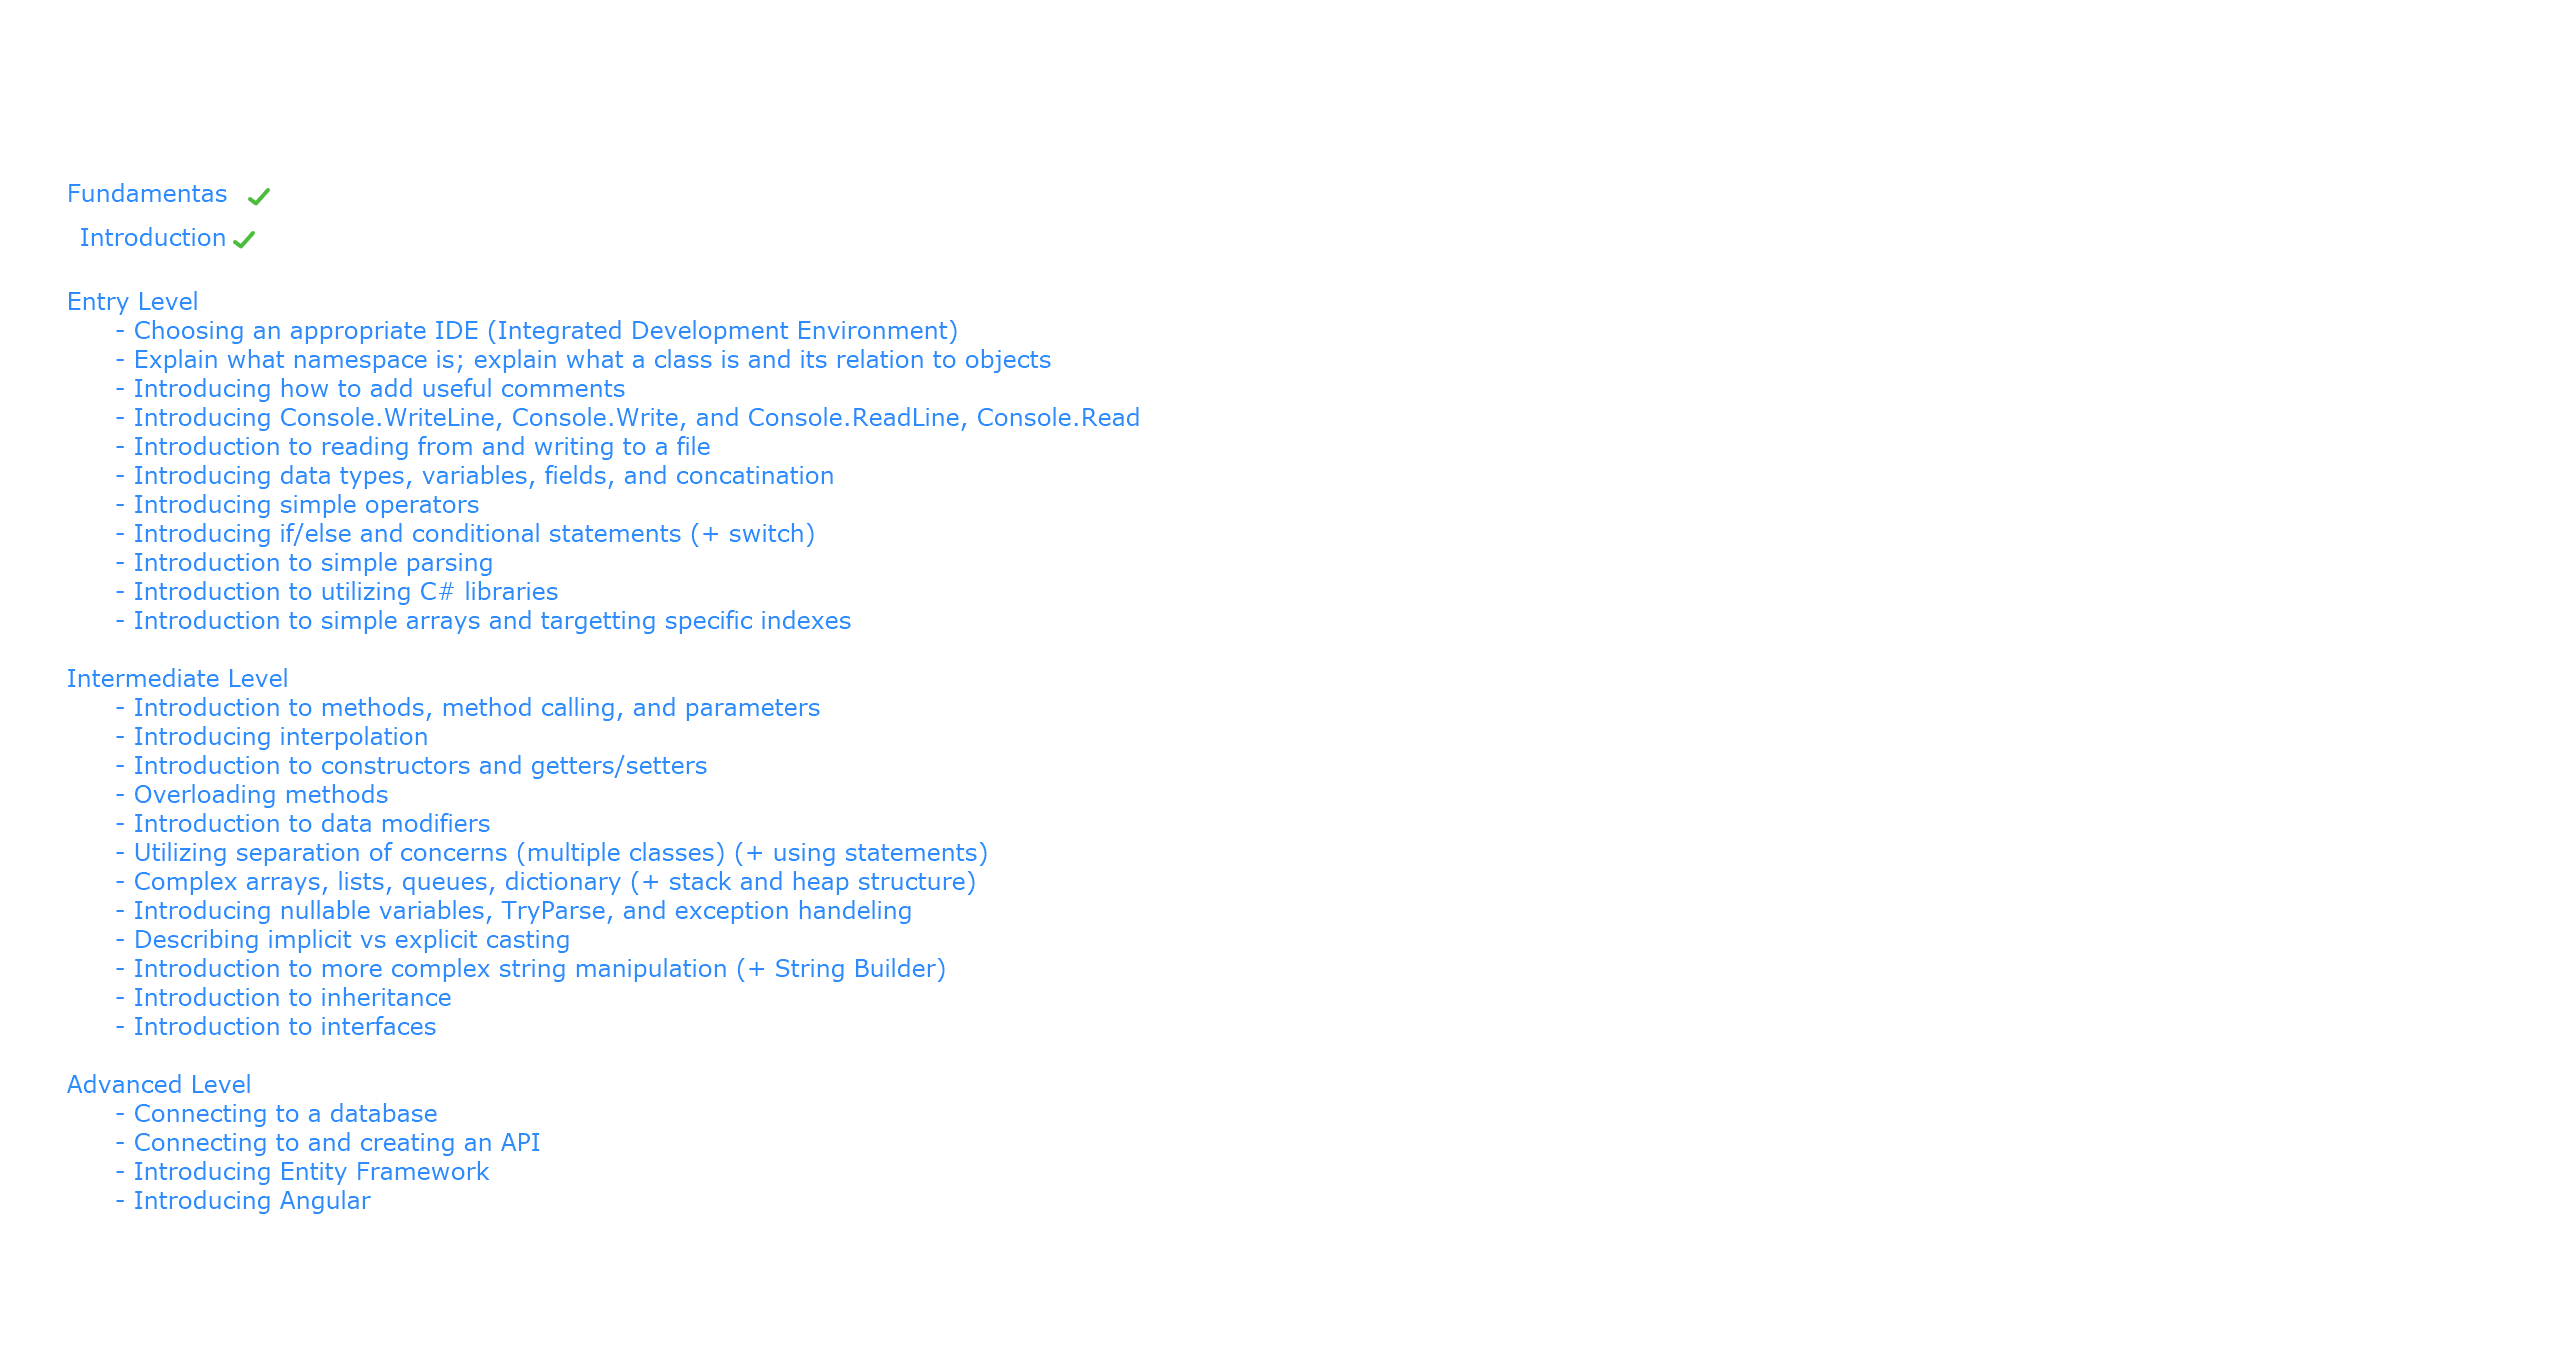 Fundamentas
Introduction
Entry Level
- Choosing an appropriate IDE (Integrated Development Environment)
- Explain what namespace is; explain what a class is and its relation to objects
- Introducing how to add useful comments
- Introducing Console.WriteLine, Console.Write, and Console.ReadLine, Console.Read
- Introduction to reading from and writing to a file
- Introducing data types, variables, fields, and concatination
- Introducing simple operators
- Introducing if/else and conditional statements (+ switch)
- Introduction to simple parsing
- Introduction to utilizing C# libraries
- Introduction to simple arrays and targetting specific indexes
Intermediate Level
- Introduction to methods, method calling, and parameters
- Introducing interpolation
- Introduction to constructors and getters/setters
- Overloading methods
- Introduction to data modifiers
- Utilizing separation of concerns (multiple classes) (+ using statements)
- Complex arrays, lists, queues, dictionary (+ stack and heap structure)
- Introducing nullable variables, TryParse, and exception handeling
- Describing implicit vs explicit casting
- Introduction to more complex string manipulation (+ String Builder)
- Introduction to inheritance
- Introduction to interfaces
Advanced Level
- Connecting to a database
- Connecting to and creating an API
- Introducing Entity Framework
- Introducing Angular